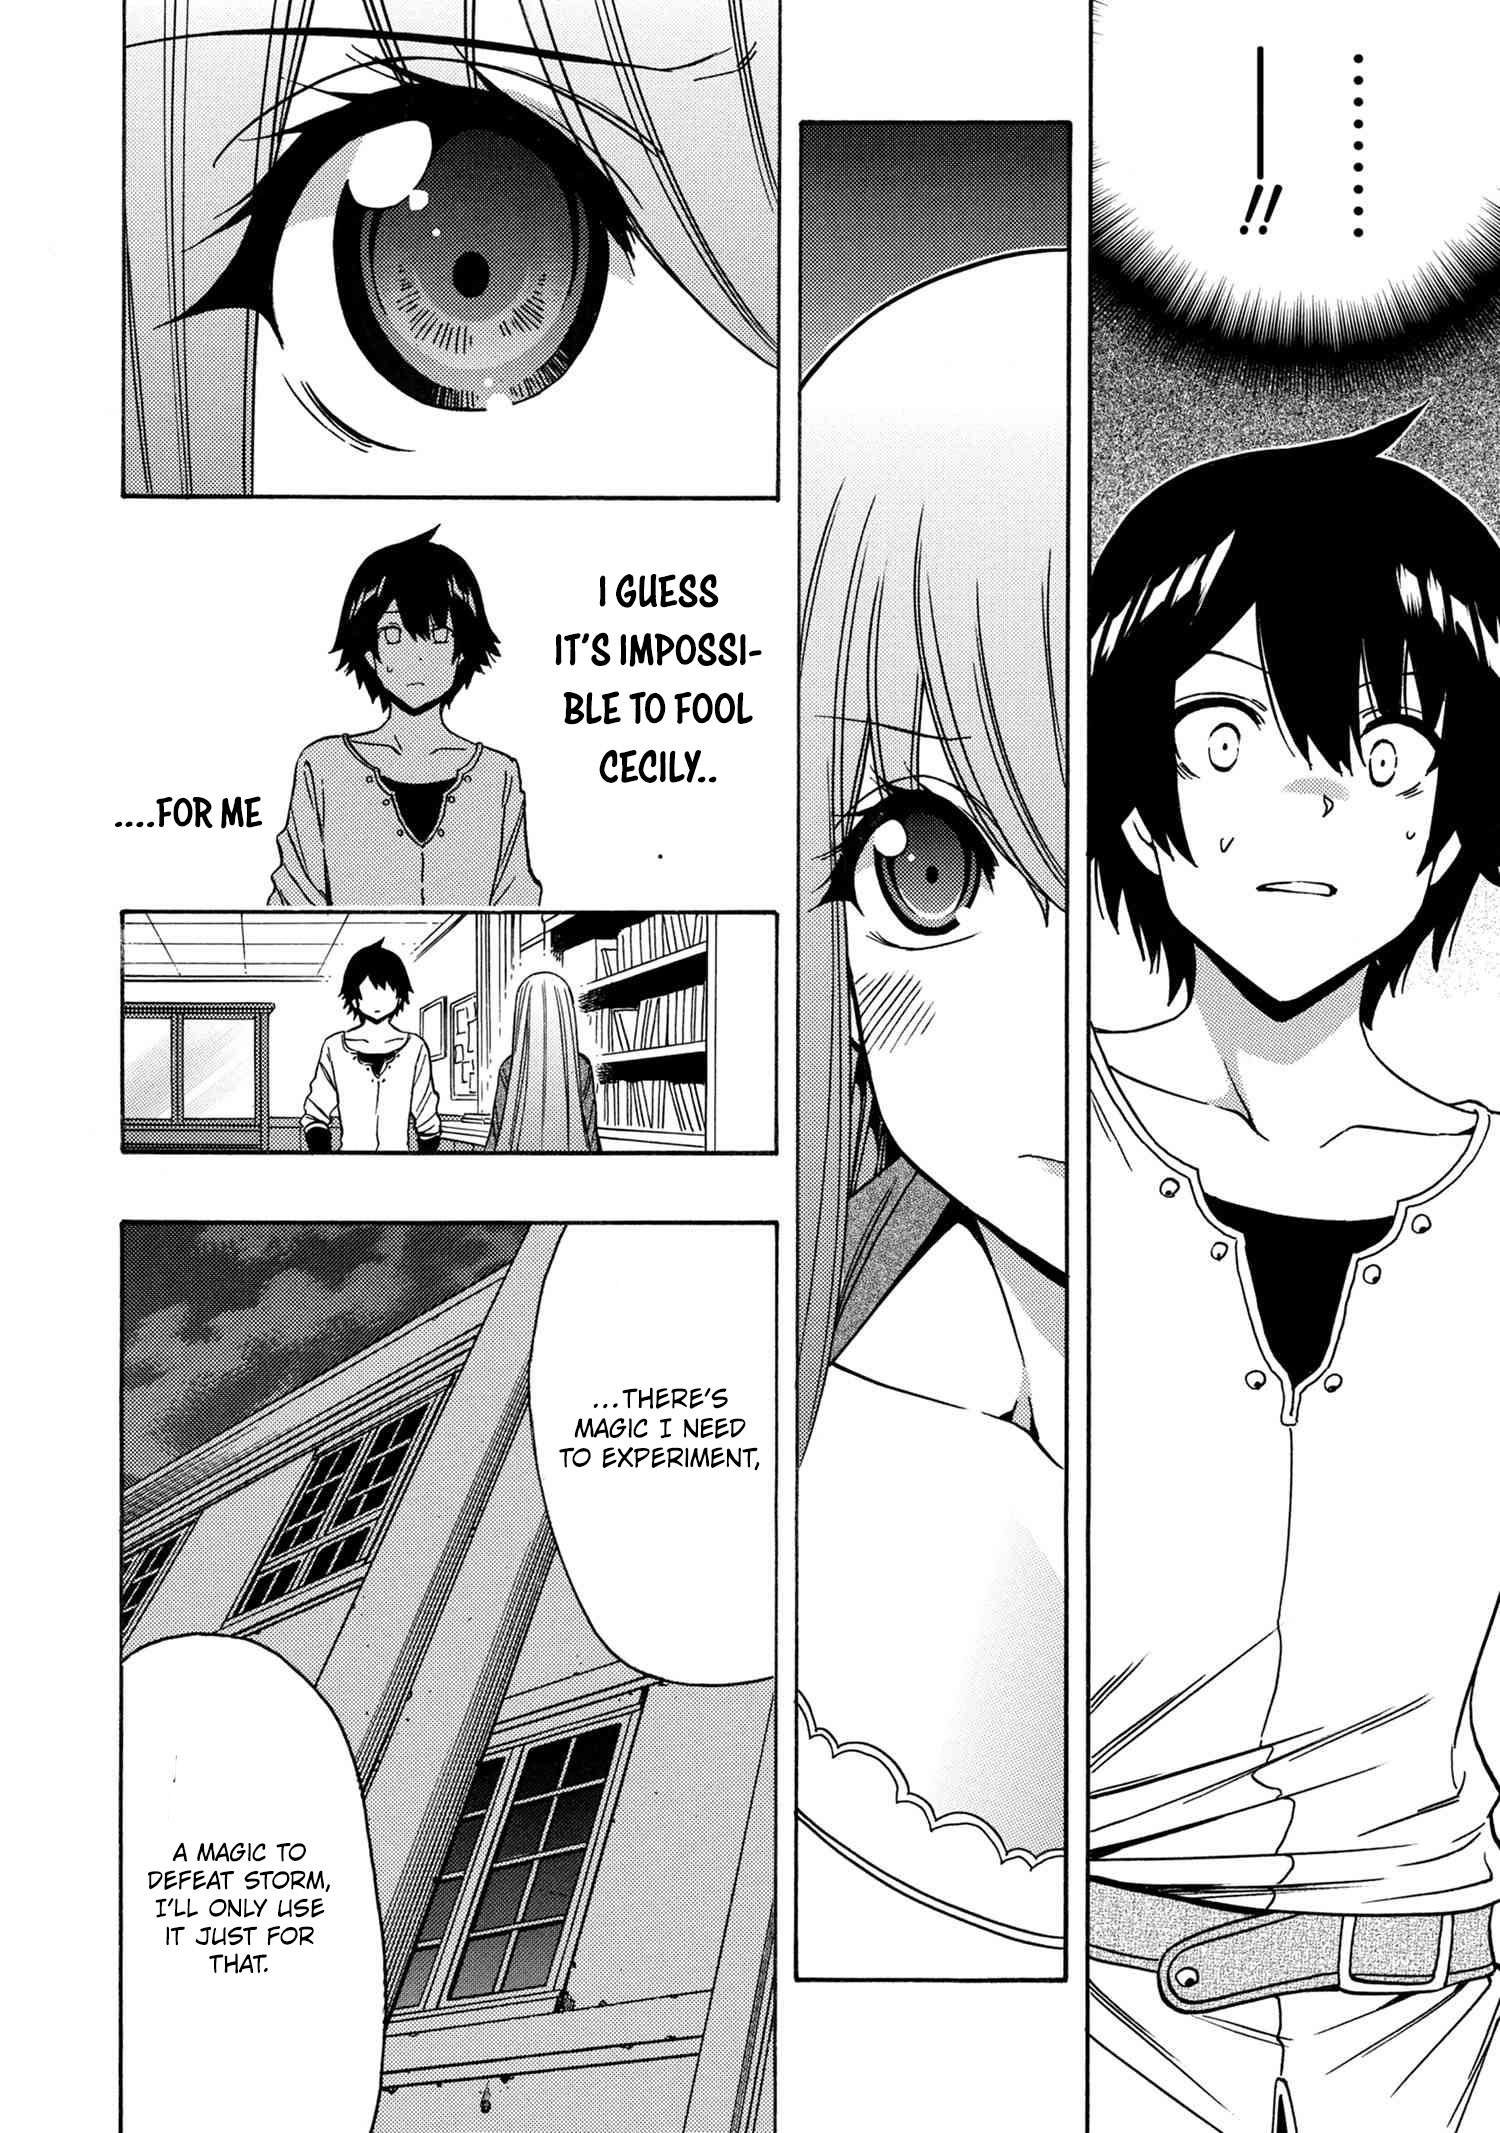 ………
―!!
I GUESS
IT'S IMPOSSI-
BLE TO FOOL
CECILY..
....FOR ME
...THERE'S
MAGIC I NEED
TO EXPERIMENT,
A MAGIC TO
DEFEAT STORM,
I'LL ONLY USE
IT JUST FOR
THAT.